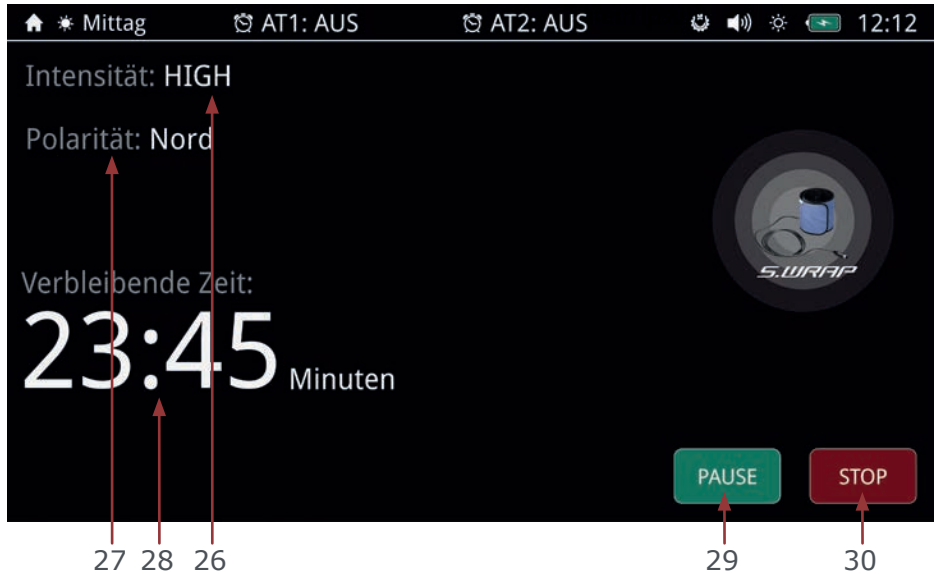 Mittag AT1: AUS AT2: AUS 12:12
Intensität: HIGH
Polarität: Nord
S.WRAP
Verbleibende Zeit:
23:45 Minuten
PAUSE STOP
27 28 26 29 30